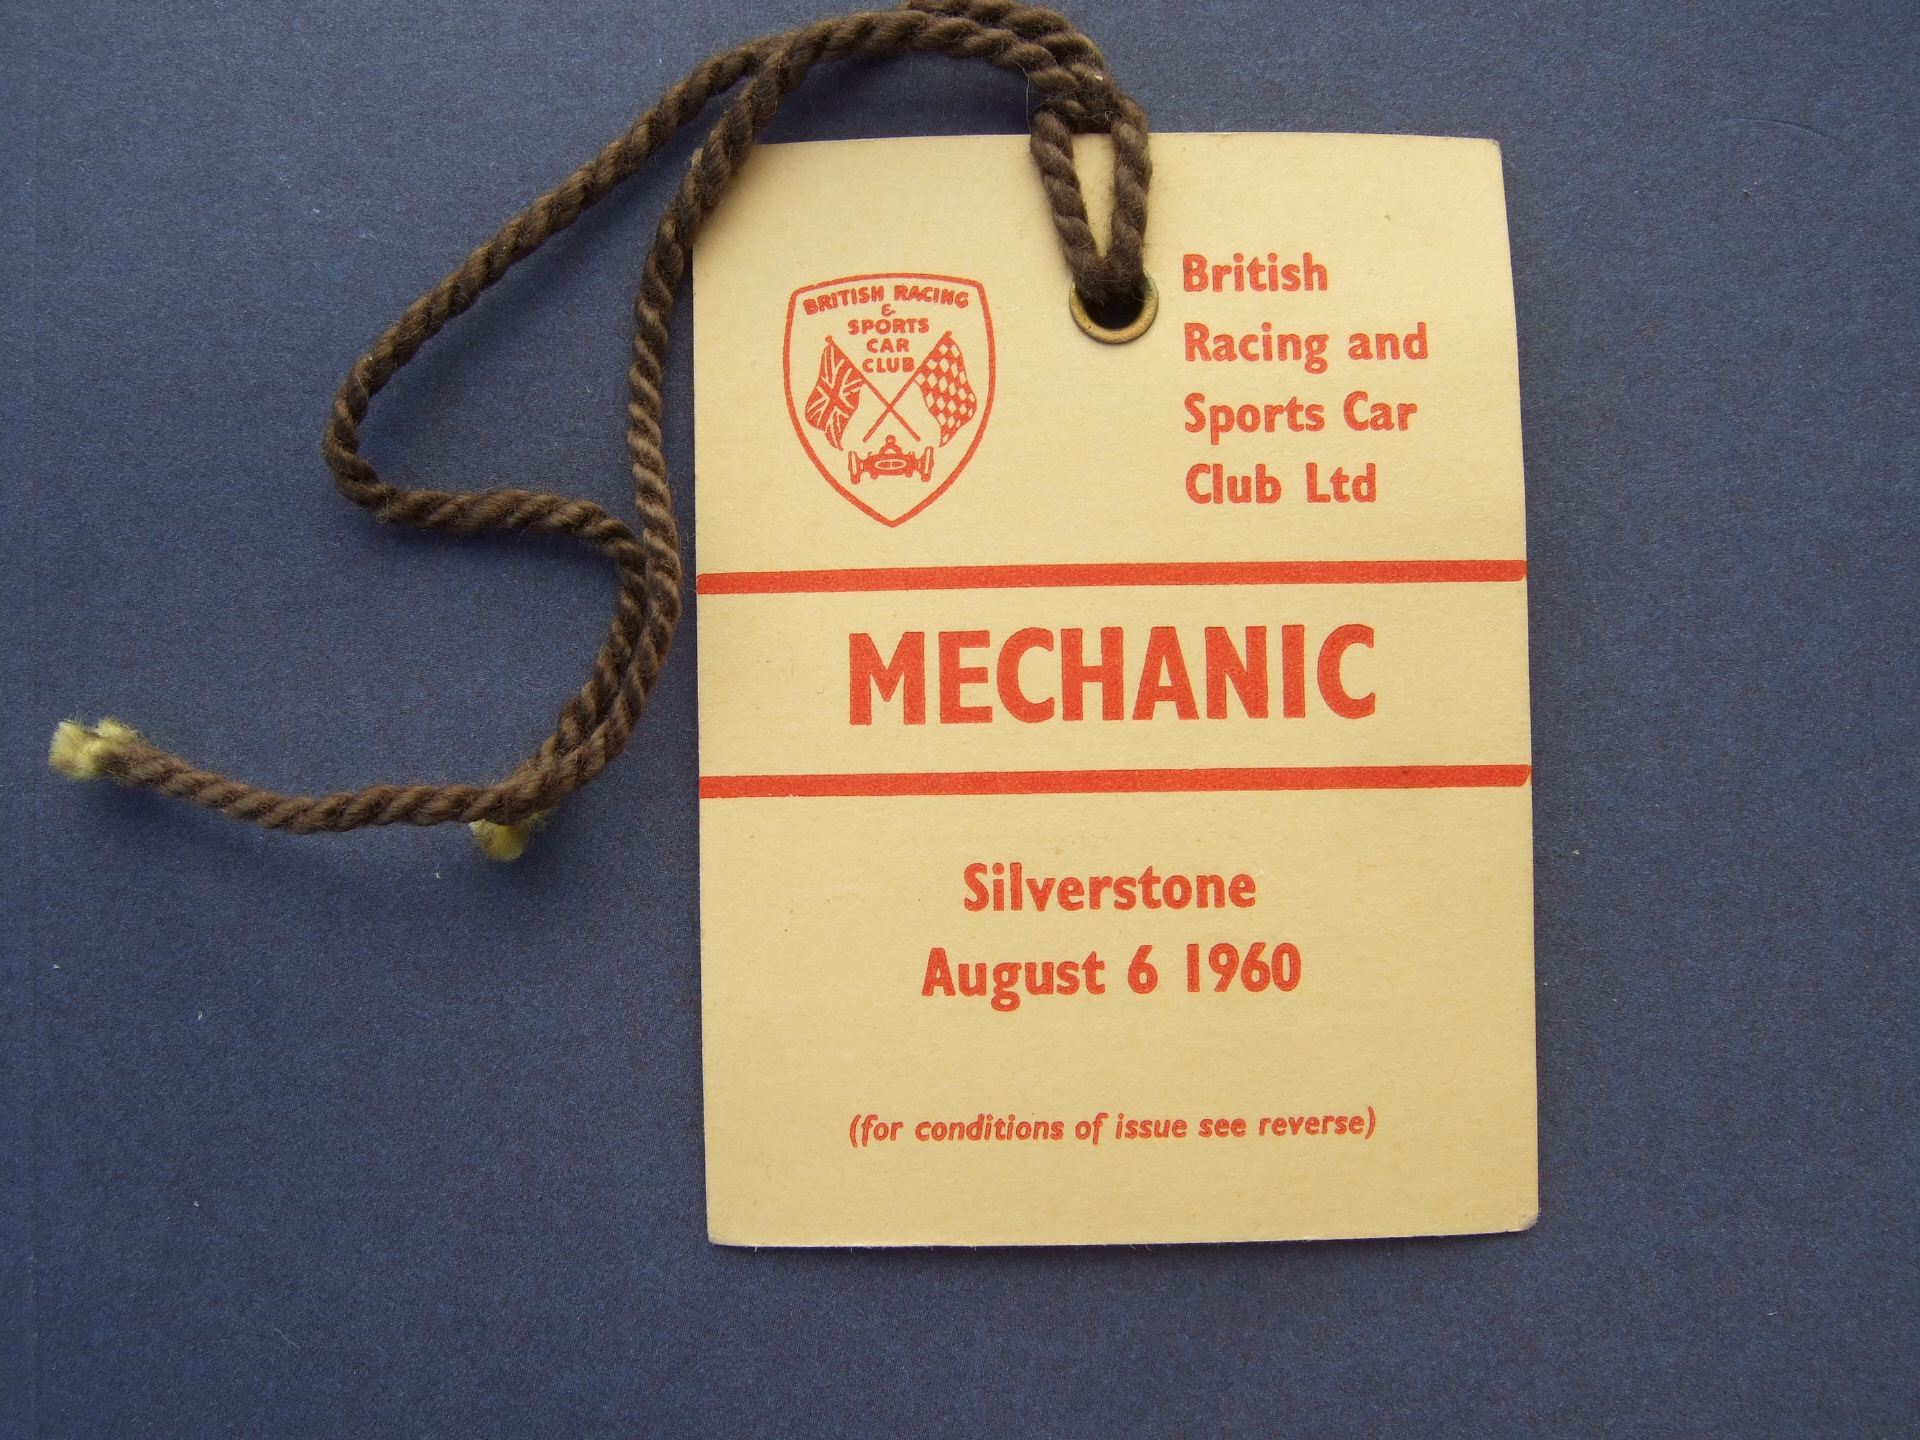 BRITISH RACING
&
SPORTS
CAR
CLUB
British
Racing and
Sports Car
Club Ltd
MECHANIC
Silverstone
August 6 1960
(for conditions of issue see reverse)